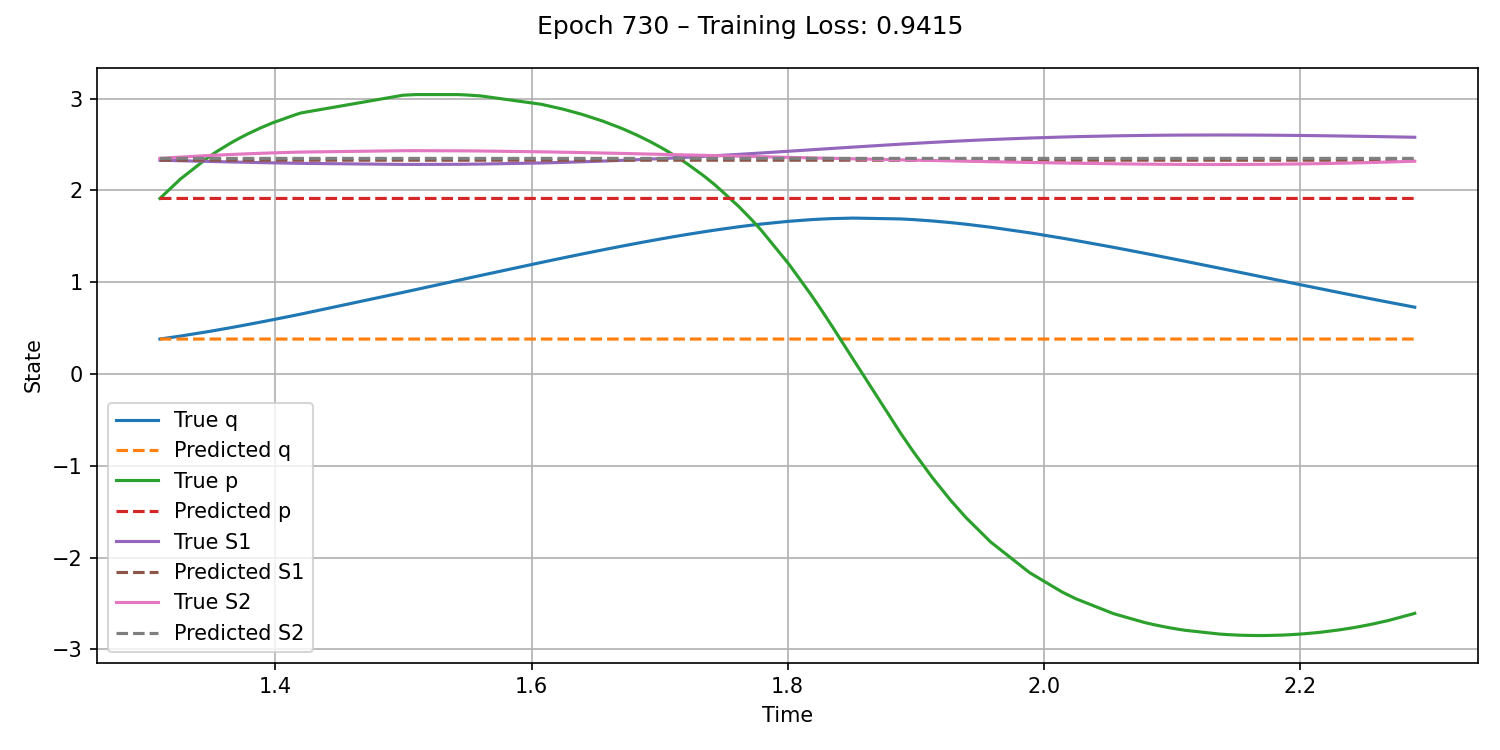 Epoch 730 – Training Loss: 0.9415
3
2
1
0
−1
−2
−3
State
True q
Predicted q
True p
Predicted p
True S1
Predicted S1
True S2
Predicted S2
1.4 1.6 1.8 2.0 2.2
Time